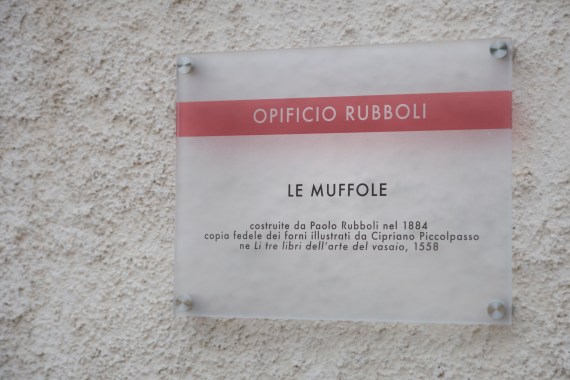 OPIFICIO RUBBOLI
LE MUFFOLE
costruite da Paolo Rubboli nel 1884
copia fedele dei forni illustrati da Cipriano Piccolpasso
ne Li tre libri dell'arte del vasaio, 1558